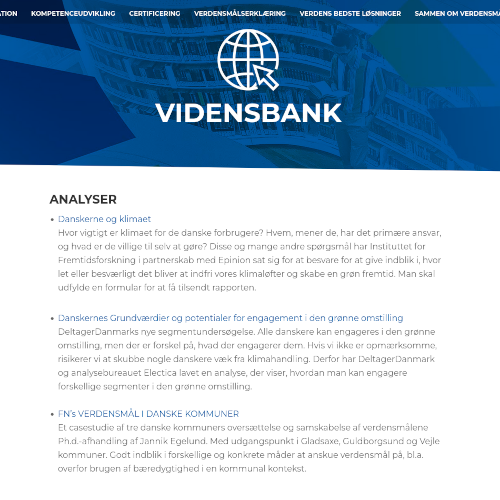 ATION KOMPETENCEUDVIKLING CERTIFICERING VERDENSMÅLSERKLÆRING VERDENS BEDSTE LØSNINGER SAMMEN OM VERDENSMÅ
VIDENSBANK
ANALYSER
• Danskerne og klimaet
Hvor vigtigt er klimaet for de danske forbrugere? Hvem, mener de, har det primære ansvar,
og hvad er de villige til selv at gøre? Disse og mange andre spørgsmål har Instituttet for
Fremtidsforskning i partnerskab med Epinion sat sig for at besvare for at give indblik i, hvor
let eller besværligt det bliver at indfri vores klimaløfter og skabe en grøn fremtid. Man skal
udfylde en formular for at få tilsendt rapporten.
• Danskernes Grundværdier og potentialer for engagement i den grønne omstilling
DeltagerDanmarks nye segmentundersøgelse. Alle danskere kan engageres i den grønne
omstilling, men der er forskel på, hvad der engagerer dem. Hvis vi ikke er opmærksomme,
risikerer vi at skubbe nogle danskere væk fra klimahandling. Derfor har DeltagerDanmark
og analysebureauet Electica lavet en analyse, der viser, hvordan man kan engagere
forskellige segmenter i den grønne omstilling.
• FN's VERDENSMÅL I DANSKE KOMMUNER
Et casestudie af tre danske kommuners oversættelse og samskabelse af verdensmålene
Ph.d.-afhandling af Jannik Egelund. Med udgangspunkt i Gladsaxe, Guldborgsund og Vejle
kommuner. Godt indblik i forskellige og konkrete måder at anskue verdensmål på, bl.a.
overfor brugen af bæredygtighed i en kommunal kontekst.